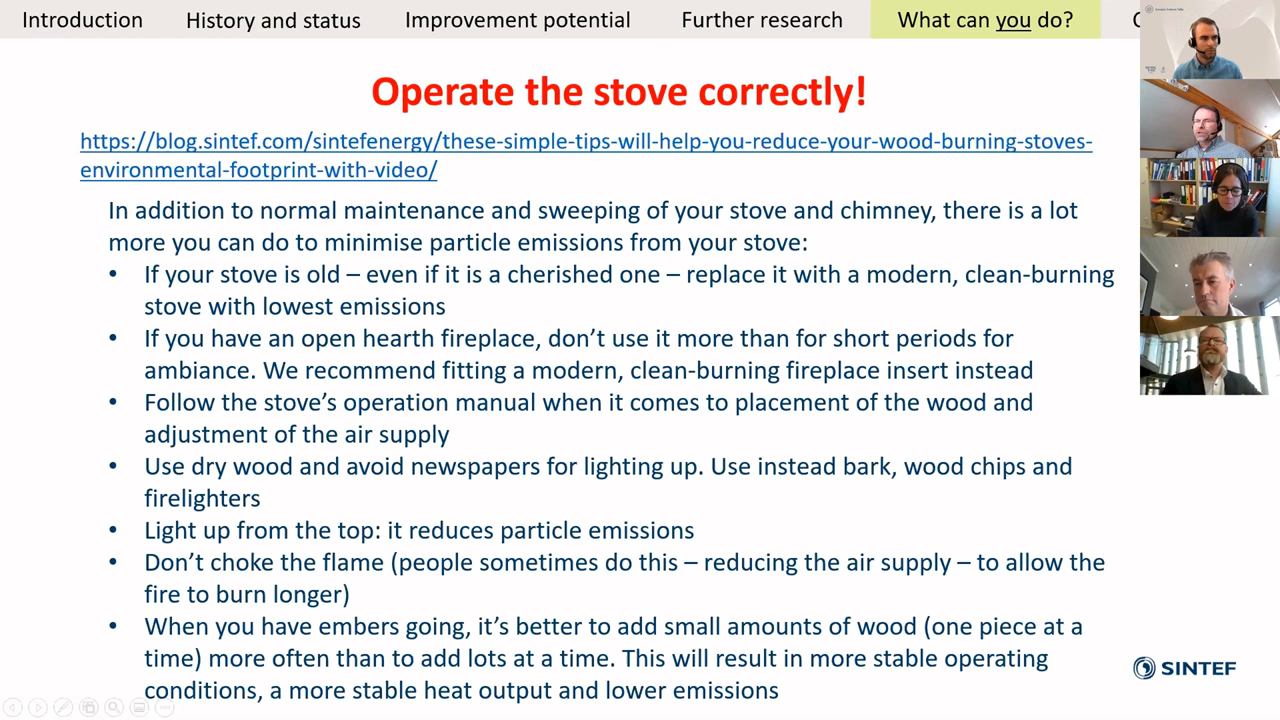 Introduction
History and status
Improvement potential
Further research
What can you do?
Operate the stove correctly!
https://blog.sintef.com/sintefenergy/these-simple-tips-will-help-you-reduce-your-wood-burning-stoves-
environmental-footprint-with-video/
In addition to normal maintenance and sweeping of your stove and chimney, there is a lot
more you can do to minimise particle emissions from your stove:
• If your stove is old – even if it is a cherished one – replace it with a modern, clean-burning
stove with lowest emissions
• If you have an open hearth fireplace, don’t use it more than for short periods for
ambiance. We recommend fitting a modern, clean-burning fireplace insert instead
• Follow the stove’s operation manual when it comes to placement of the wood and
adjustment of the air supply
• Use dry wood and avoid newspapers for lighting up. Use instead bark, wood chips and
firelighters
• Light up from the top: it reduces particle emissions
• Don’t choke the flame (people sometimes do this – reducing the air supply – to allow the
fire to burn longer)
• When you have embers going, it’s better to add small amounts of wood (one piece at a
time) more often than to add lots at a time. This will result in more stable operating
conditions, a more stable heat output and lower emissions
SINTEF